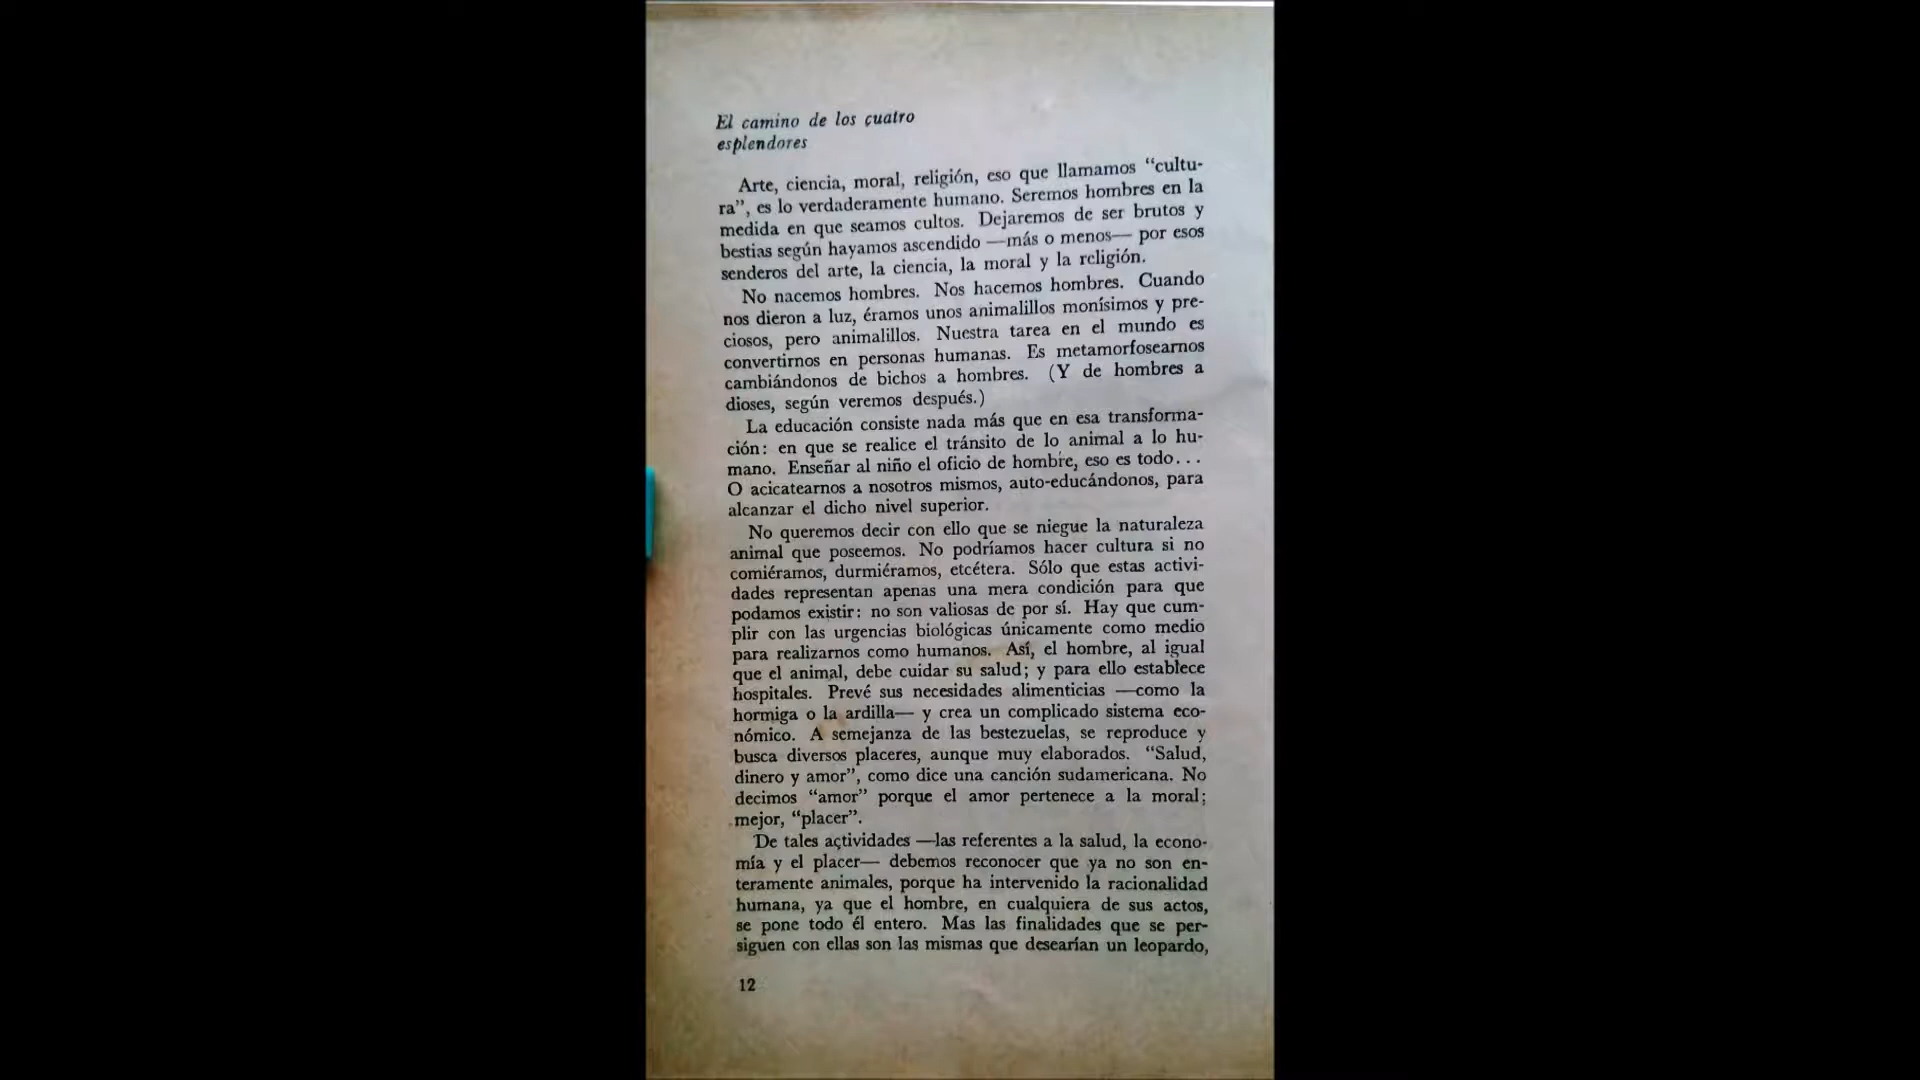 El camino de los cuatro
esplendores
Arte, ciencia, moral, religión, eso que llamamos “cultu-
ra”, es lo verdaderamente humano. Seremos hombres en la
medida en que seamos cultos. Dejaremos de ser brutos y
bestias según hayamos ascendido —más o menos— por esos
senderos del arte, la ciencia, la moral y la religión.
No nacemos hombres. Nos hacemos hombres. Cuando
nos dieron a luz, éramos unos animalillos monísimos y pre-
ciosos, pero animalillos. Nuestra tarea en el mundo es
convertirnos en personas humanas. Es metamorfosearnos
cambiándonos de bichos a hombres. (Y de hombres a
dioses, según veremos después.)
La educación consiste nada más que en esa transforma-
ción: en que se realice el tránsito de lo animal a lo hu-
mano. Enseñar al niño el oficio de hombre, eso es todo...
O acicatearnos a nosotros mismos, auto-educándonos, para
alcanzar el dicho nivel superior.
No queremos decir con ello que se niegue la naturaleza
animal que poseemos. No podríamos hacer cultura si no
comiéramos, durmiéramos, etcétera. Sólo que estas activi-
dades representan apenas una mera condición para que
podamos existir: no son valiosas de por sí. Hay que cum-
plir con las urgencias biológicas únicamente como medio
para realizarnos como humanos. Así, el hombre, al igual
que el animal, debe cuidar su salud; y para ello establece
hospitales. Prevé sus necesidades alimenticias —como la
hormiga o la ardilla— y crea un complicado sistema eco-
nómico. A semejanza de las bestezuelas, se reproduce y
busca diversos placeres, aunque muy elaborados. “Salud,
dinero y amor”, como dice una canción sudamericana. No
decimos “amor” porque el amor pertenece a la moral;
mejor, “placer”.
De tales actividades —las referentes a la salud, la econo-
mía y el placer— debemos reconocer que ya no son en-
teramente animales, porque ha intervenido la racionalidad
humana, ya que el hombre, en cualquiera de sus actos,
se pone todo él entero. Mas las finalidades que se per-
siguen con ellas son las mismas que desearían un leopardo,
12